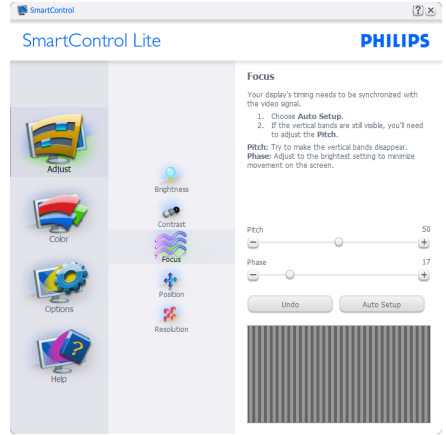 SmartControl
SmartControl Lite
PHILIPS
Adjust
Color
Options
Help
Brightness
Contrast
Focus
Position
Resolution
Focus
Your display's timing needs to be synchronized with
the video signal.
1. Choose Auto Setup.
2. If the vertical bands are still visible, you'll need
to adjust the Pitch.
Pitch: Try to make the vertical bands disappear.
Phase: Adjust to the brightest setting to minimize
movement on the screen.
Pitch 50
Phase 17
Undo Auto Setup